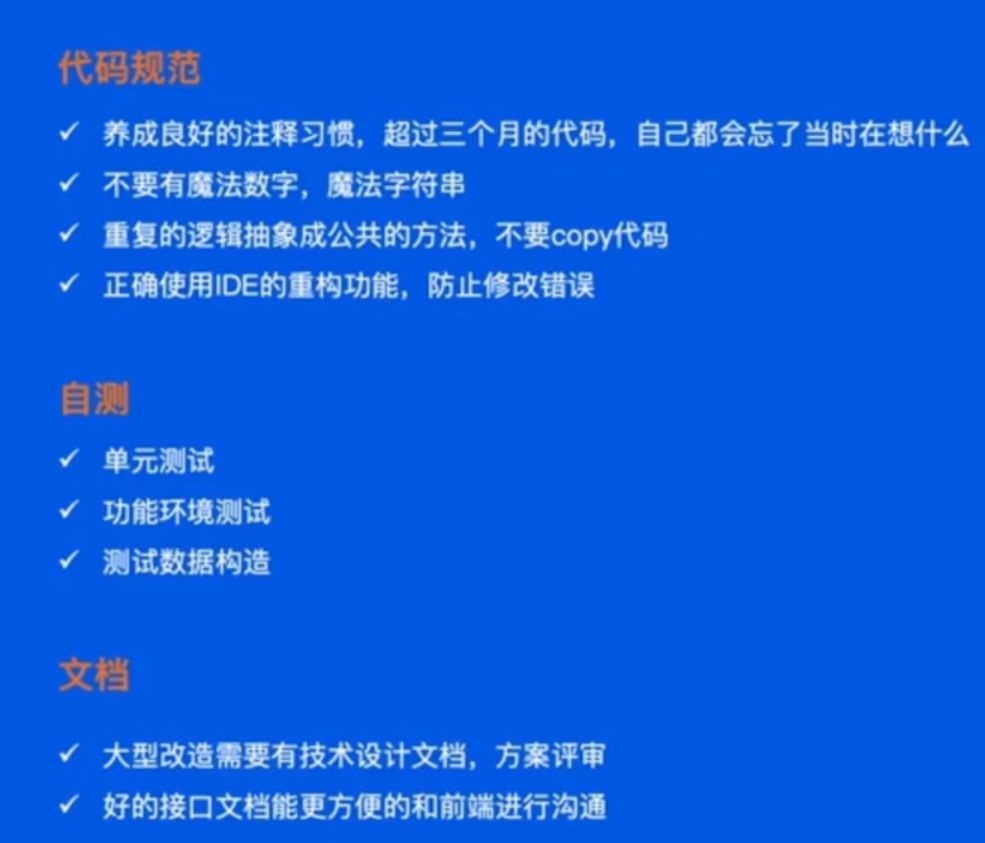 代码规范
✓ 养成良好的注释习惯，超过三个月的代码，自己都会忘了当时在想什么
✓ 不要有魔法数字，魔法字符串
✓ 重复的逻辑抽象成公共的方法，不要copy代码
✓ 正确使用IDE的重构功能，防止修改错误
自测
✓ 单元测试
✓ 功能环境测试
✓ 测试数据构造
文档
✓ 大型改造需要有技术设计文档，方案评审
✓ 好的接口文档能更方便的和前端进行沟通